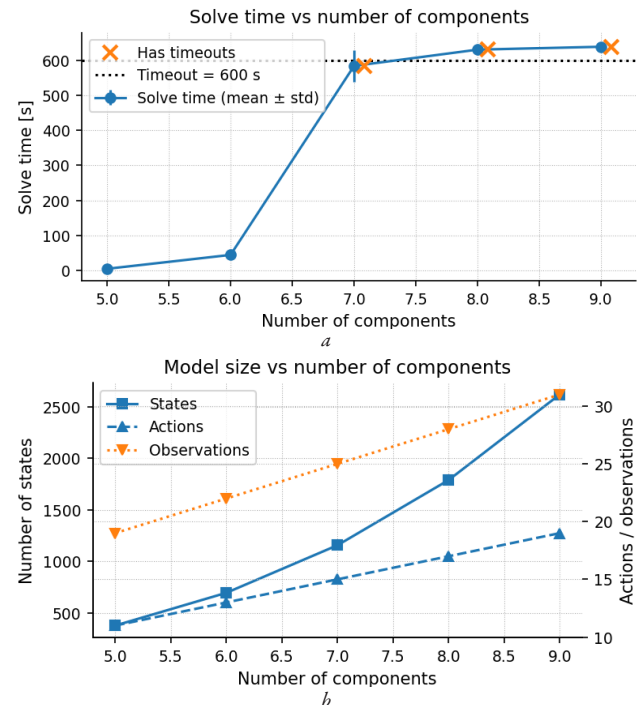 Solve time vs number of components
Has timeouts
Timeout = 600 s
Solve time (mean ± std)
Solve time [s]
600
500
400
300
200
100
0
5.0 5.5 6.0 6.5 7.0 7.5 8.0 8.5 9.0
Number of components
a
Model size vs number of components
States
Actions
Observations
Number of states
2500
2000
1500
1000
500
30
25
20
15
10
Actions / observations
5.0 5.5 6.0 6.5 7.0 7.5 8.0 8.5 9.0
Number of components
b